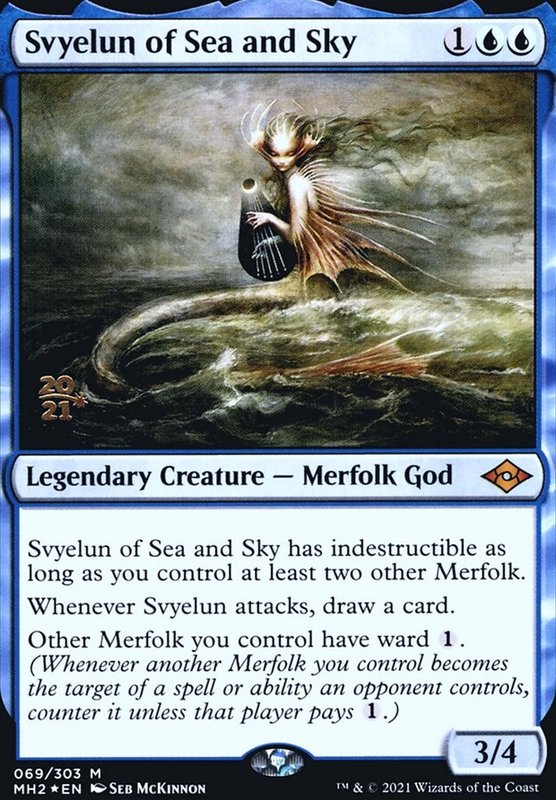 Svyelun of Sea and Sky 1
20
21
Legendary Creature — Merfolk God
Svyelun of Sea and Sky has indestructible as
long as you control at least two other Merfolk.
Whenever Svyelun attacks, draw a card.
Other Merfolk you control have ward 1.
(Whenever another Merfolk you control becomes
the target of a spell or ability an opponent controls,
counter it unless that player pays 1.)
3/4
069/303 M
MH2 ★ EN Seb McKinnon
™ & © 2021 Wizards of the Coast